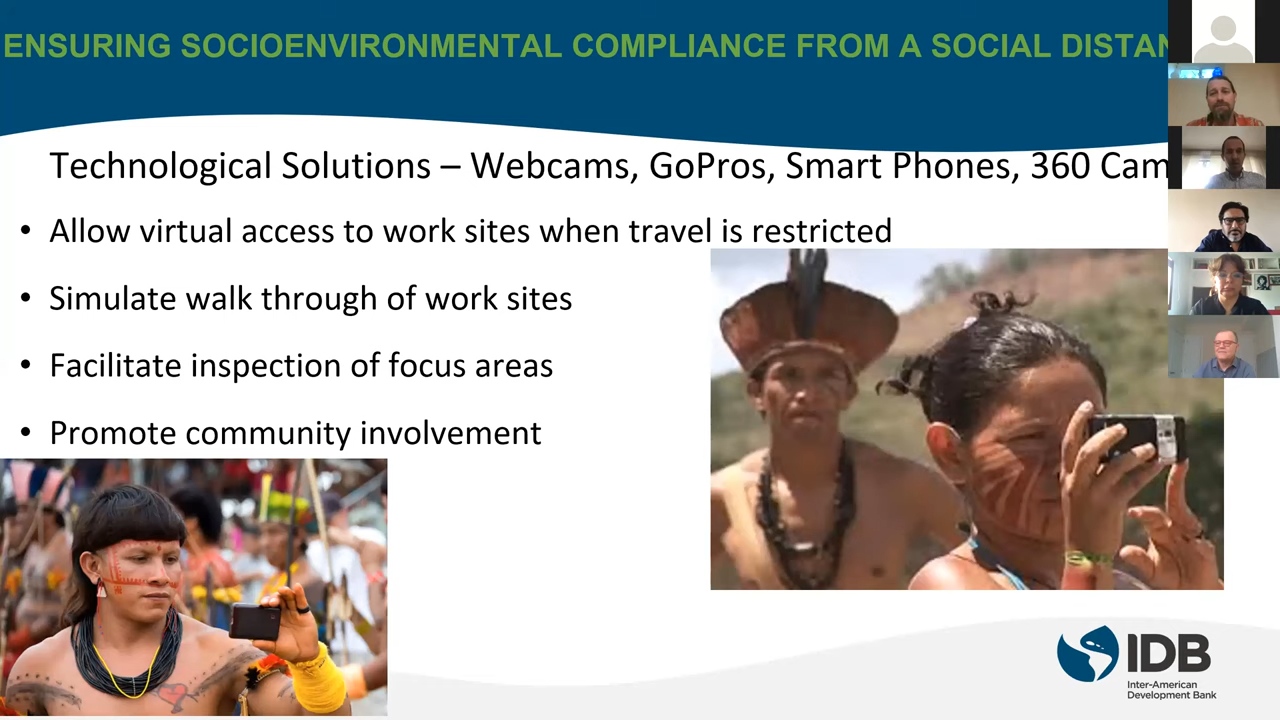 ENSURING SOCIOENVIRONMENTAL COMPLIANCE FROM A SOCIAL DISTAN
Technological Solutions – Webcams, GoPros, Smart Phones, 360 Cam
• Allow virtual access to work sites when travel is restricted
• Simulate walk through of work sites
• Facilitate inspection of focus areas
• Promote community involvement
IDB
Inter-American
Development Bank